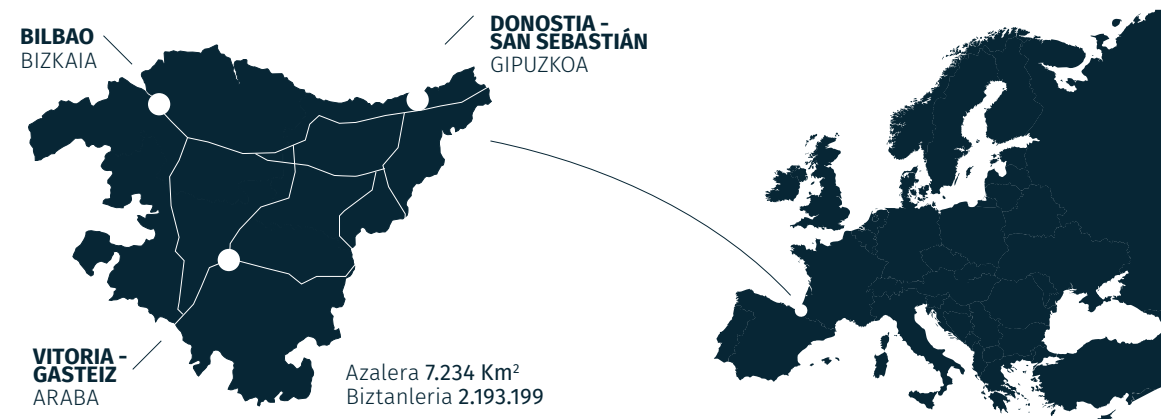 BILBAO
BIZKAIA
DONOSTIA -
SAN SEBASTIÁN
GIPUZKOA
VITORIA -
GASTEIZ
ARABA
Azalera 7.234 Km²
Biztanleria 2.193.199